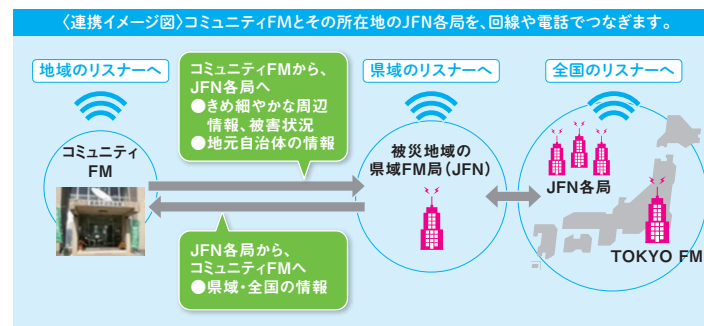 〈連携イメージ図〉コミュニティFMとその所在地のJFN各局を、回線や電話でつなぎます。
地域のリスナーへ
コミュニティFMから、
JFN各局へ
●きめ細やかな周辺
情報、被害状況
●地元自治体の情報
県域のリスナーへ
全国のリスナーへ
コミュニティ
FM
被災地域の
県域FM局(JFN)
JFN各局
TOKYO FM
JFN各局から、
コミュニティFMへ
●県域・全国の情報